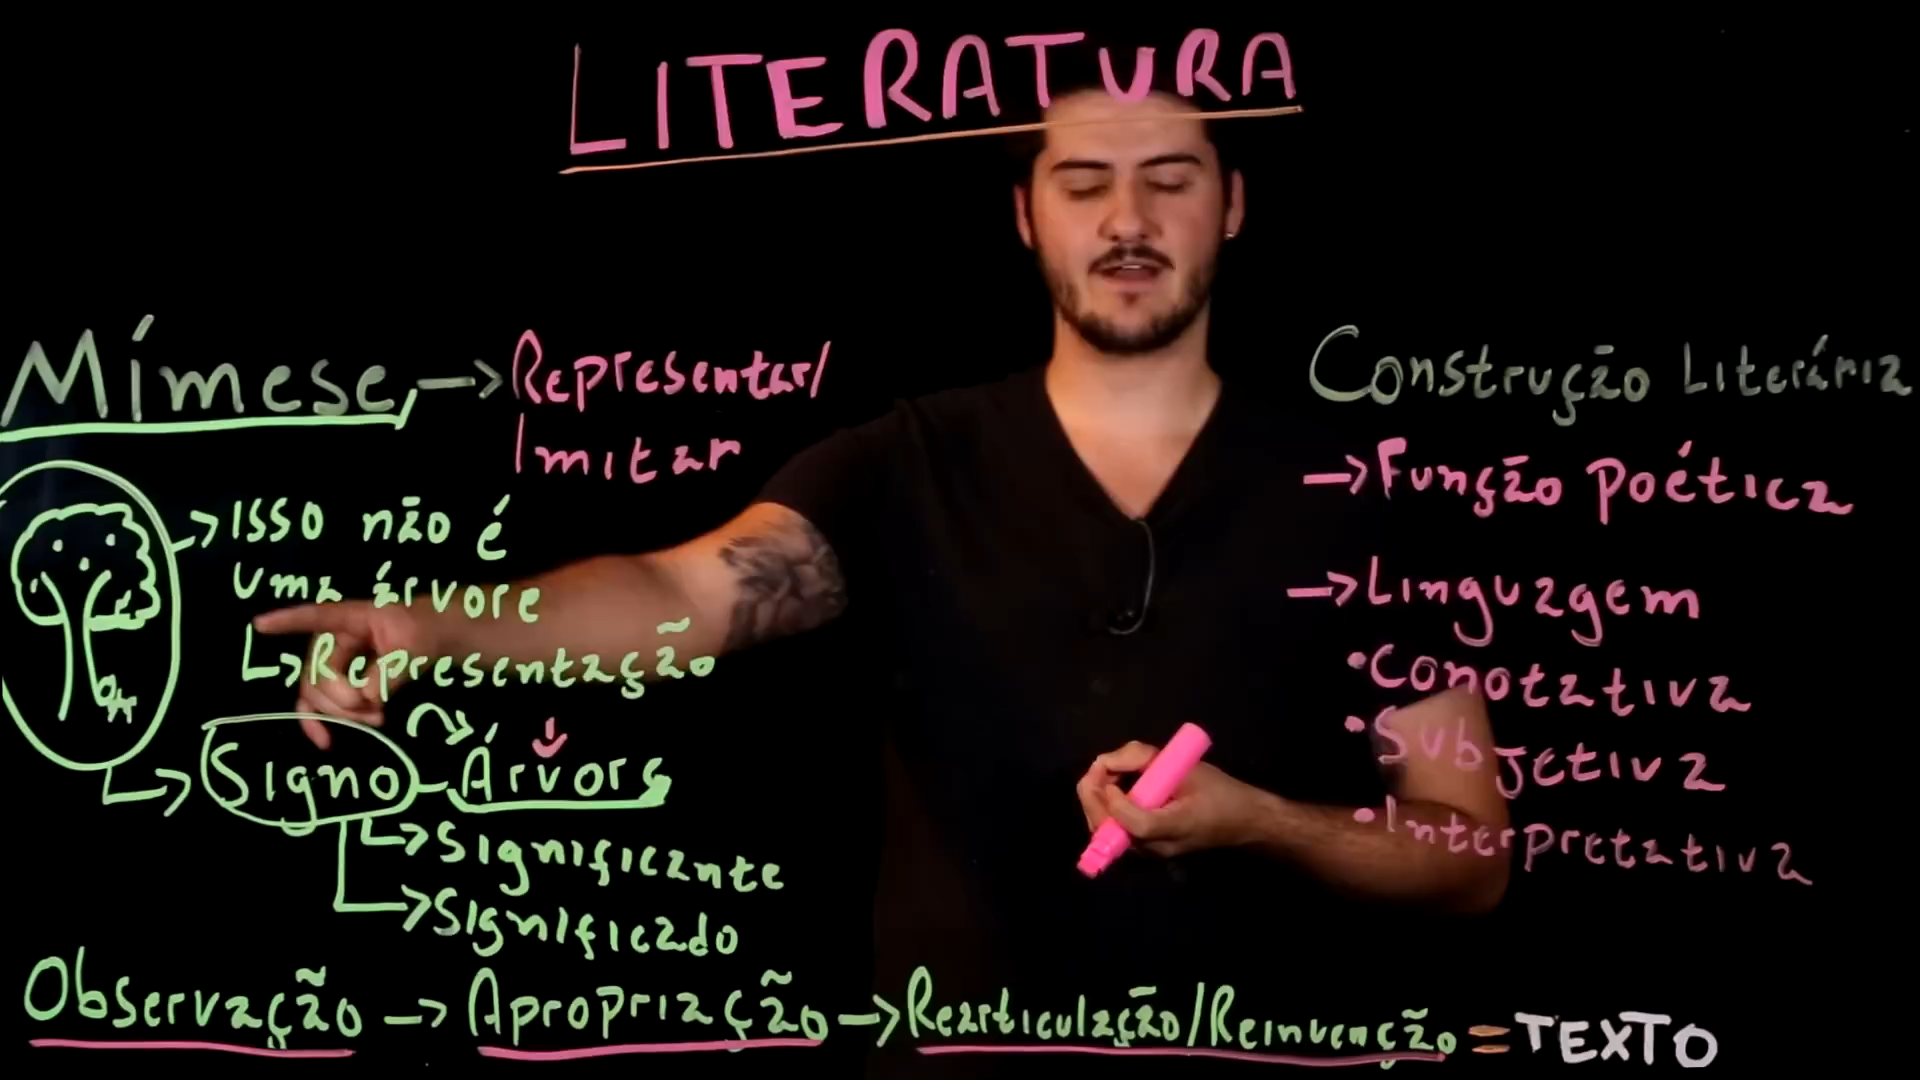 LITERATURA
Mímese -> Representar/
Imitar
-> Isso não é
uma árvore
-> Representação
-> Signo - Árvore
-> Significante
-> Significado
Construção Literária
-> Função poética
-> Linguagem
• Conotativa
• Subjetiva
• Interpretativa
Observação -> Apropriação -> Rearticulação/Reinvenção = TEXTO